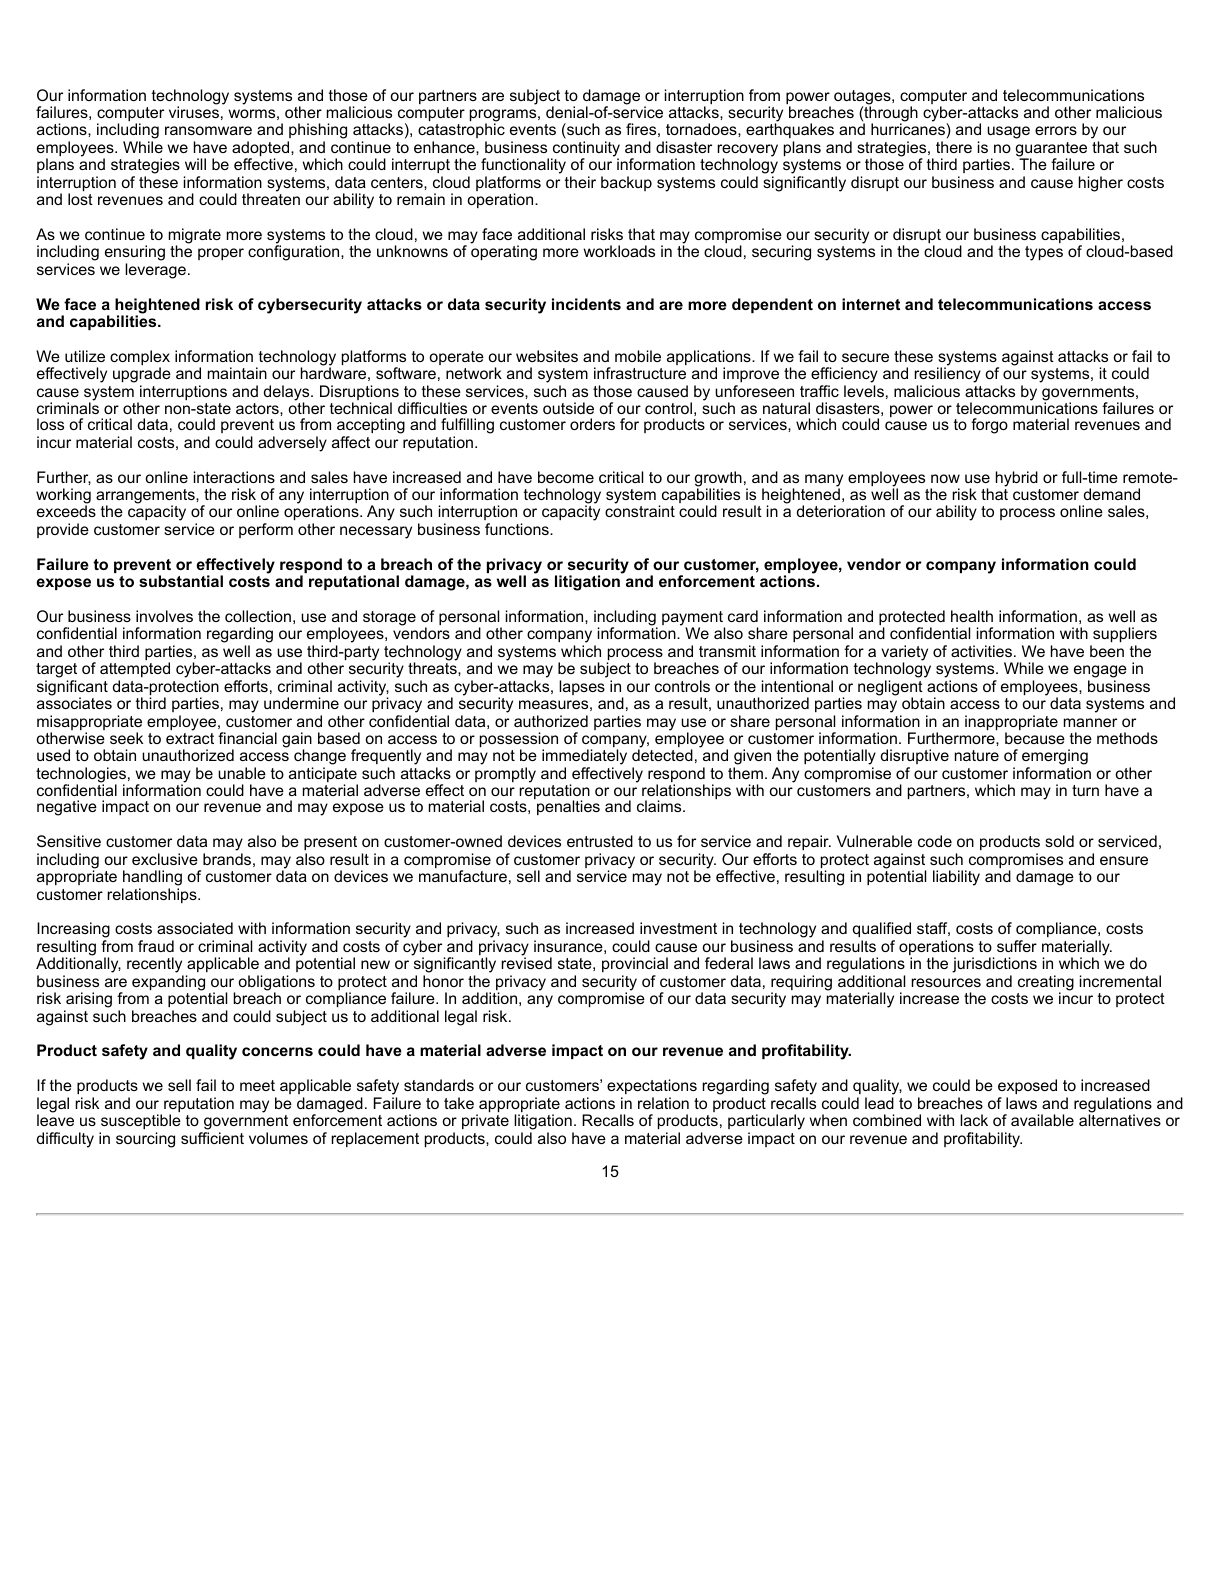 Our information technology systems and those of our partners are subject to damage or interruption from power outages, computer and telecommunications
failures, computer viruses, worms, other malicious computer programs, denial-of-service attacks, security breaches (through cyber-attacks and other malicious
actions, including ransomware and phishing attacks), catastrophic events (such as fires, tornadoes, earthquakes and hurricanes) and usage errors by our
employees. While we have adopted, and continue to enhance, business continuity and disaster recovery plans and strategies, there is no guarantee that such
plans and strategies will be effective, which could interrupt the functionality of our information technology systems or those of third parties. The failure or
interruption of these information systems, data centers, cloud platforms or their backup systems could significantly disrupt our business and cause higher costs
and lost revenues and could threaten our ability to remain in operation.
As we continue to migrate more systems to the cloud, we may face additional risks that may compromise our security or disrupt our business capabilities,
including ensuring the proper configuration, the unknowns of operating more workloads in the cloud, securing systems in the cloud and the types of cloud-based
services we leverage.
We face a heightened risk of cybersecurity attacks or data security incidents and are more dependent on internet and telecommunications access
and capabilities.
We utilize complex information technology platforms to operate our websites and mobile applications. If we fail to secure these systems against attacks or fail to
effectively upgrade and maintain our hardware, software, network and system infrastructure and improve the efficiency and resiliency of our systems, it could
cause system interruptions and delays. Disruptions to these services, such as those caused by unforeseen traffic levels, malicious attacks by governments,
criminals or other non-state actors, other technical difficulties or events outside of our control, such as natural disasters, power or telecommunications failures or
loss of critical data, could prevent us from accepting and fulfilling customer orders for products or services, which could cause us to forgo material revenues and
incur material costs, and could adversely affect our reputation.
Further, as our online interactions and sales have increased and have become critical to our growth, and as many employees now use hybrid or full-time remote-
working arrangements, the risk of any interruption of our information technology system capabilities is heightened, as well as the risk that customer demand
exceeds the capacity of our online operations. Any such interruption or capacity constraint could result in a deterioration of our ability to process online sales,
provide customer service or perform other necessary business functions.
Failure to prevent or effectively respond to a breach of the privacy or security of our customer, employee, vendor or company information could
expose us to substantial costs and reputational damage, as well as litigation and enforcement actions.
Our business involves the collection, use and storage of personal information, including payment card information and protected health information, as well as
confidential information regarding our employees, vendors and other company information. We also share personal and confidential information with suppliers
and other third parties, as well as use third-party technology and systems which process and transmit information for a variety of activities. We have been the
target of attempted cyber-attacks and other security threats, and we may be subject to breaches of our information technology systems. While we engage in
significant data-protection efforts, criminal activity, such as cyber-attacks, lapses in our controls or the intentional or negligent actions of employees, business
associates or third parties, may undermine our privacy and security measures, and, as a result, unauthorized parties may obtain access to our data systems and
misappropriate employee, customer and other confidential data, or authorized parties may use or share personal information in an inappropriate manner or
otherwise seek to extract financial gain based on access to or possession of company, employee or customer information. Furthermore, because the methods
used to obtain unauthorized access change frequently and may not be immediately detected, and given the potentially disruptive nature of emerging
technologies, we may be unable to anticipate such attacks or promptly and effectively respond to them. Any compromise of our customer information or other
confidential information could have a material adverse effect on our reputation or our relationships with our customers and partners, which may in turn have a
negative impact on our revenue and may expose us to material costs, penalties and claims.
Sensitive customer data may also be present on customer-owned devices entrusted to us for service and repair. Vulnerable code on products sold or serviced,
including our exclusive brands, may also result in a compromise of customer privacy or security. Our efforts to protect against such compromises and ensure
appropriate handling of customer data on devices we manufacture, sell and service may not be effective, resulting in potential liability and damage to our
customer relationships.
Increasing costs associated with information security and privacy, such as increased investment in technology and qualified staff, costs of compliance, costs
resulting from fraud or criminal activity and costs of cyber and privacy insurance, could cause our business and results of operations to suffer materially.
Additionally, recently applicable and potential new or significantly revised state, provincial and federal laws and regulations in the jurisdictions in which we do
business are expanding our obligations to protect and honor the privacy and security of customer data, requiring additional resources and creating incremental
risk arising from a potential breach or compliance failure. In addition, any compromise of our data security may materially increase the costs we incur to protect
against such breaches and could subject us to additional legal risk.
Product safety and quality concerns could have a material adverse impact on our revenue and profitability.
If the products we sell fail to meet applicable safety standards or our customers’ expectations regarding safety and quality, we could be exposed to increased
legal risk and our reputation may be damaged. Failure to take appropriate actions in relation to product recalls could lead to breaches of laws and regulations and
leave us susceptible to government enforcement actions or private litigation. Recalls of products, particularly when combined with lack of available alternatives or
difficulty in sourcing sufficient volumes of replacement products, could also have a material adverse impact on our revenue and profitability.
15